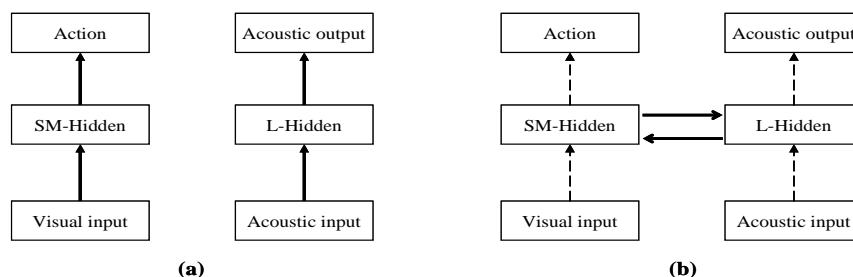 Action
Acoustic output
SM-Hidden
L-Hidden
Visual input
Acoustic input
(a)
Action
Acoustic output
SM-Hidden
L-Hidden
Visual input
Acoustic input
(b)